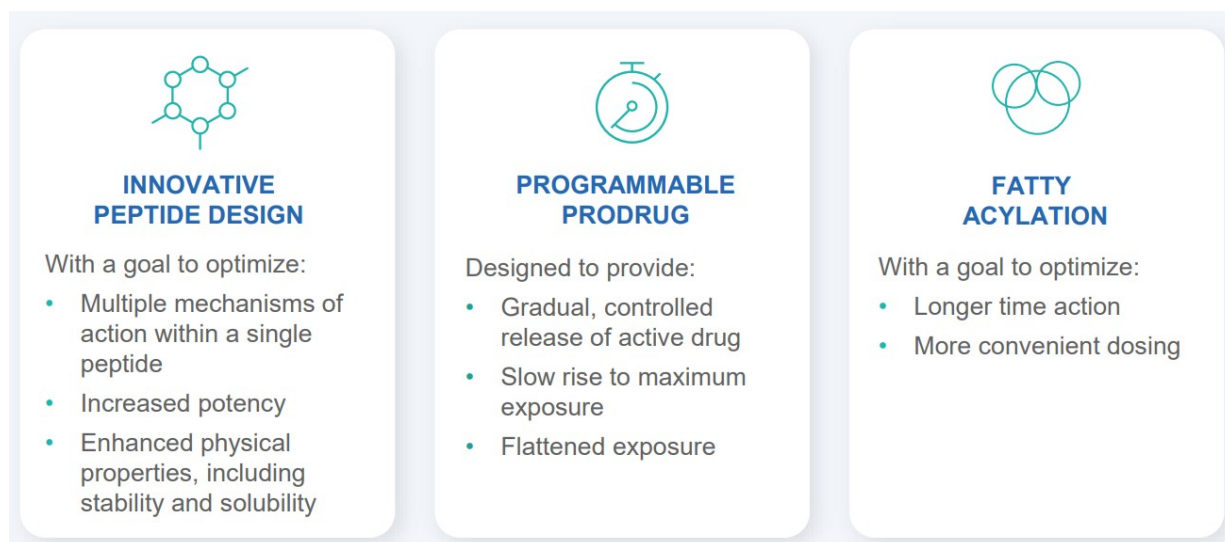 INNOVATIVE
PEPTIDE DESIGN
With a goal to optimize:
• Multiple mechanisms of
action within a single
peptide
• Increased potency
• Enhanced physical
properties, including
stability and solubility
PROGRAMMABLE
PRODRUG
Designed to provide:
• Gradual, controlled
release of active drug
• Slow rise to maximum
exposure
• Flattened exposure
FATTY
ACYLATION
With a goal to optimize:
• Longer time action
• More convenient dosing